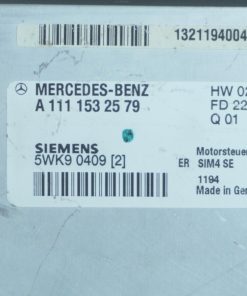 1321194004
MERCEDES-BENZ HW 02
A 111 153 25 79 FD 22
Q 01
SIEMENS Motorsteuer
5WK9 0409 [2] ER SIM4 SE
1194
Made in Ger